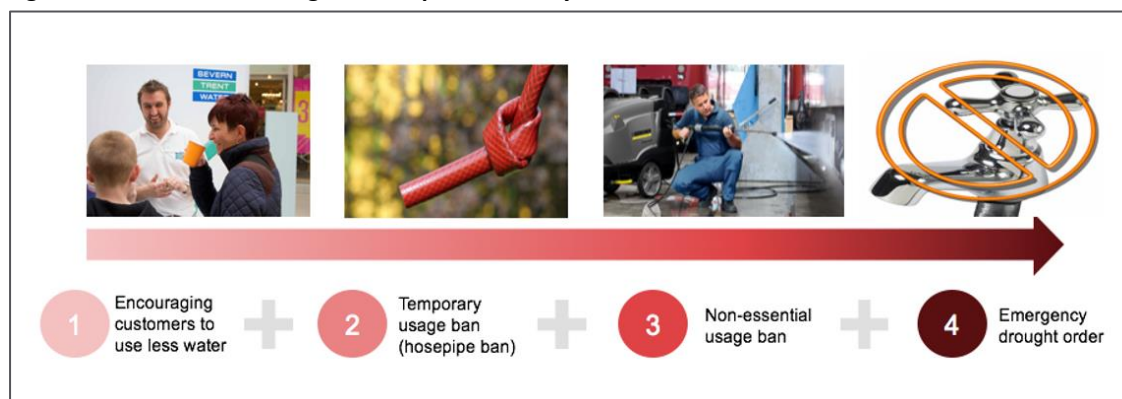 SEVERN
TRENT
WATER
3
1
Encouraging
customers to
use less water
2
Temporary
usage ban
(hosepipe ban)
3
Non-essential
usage ban
4
Emergency
drought order